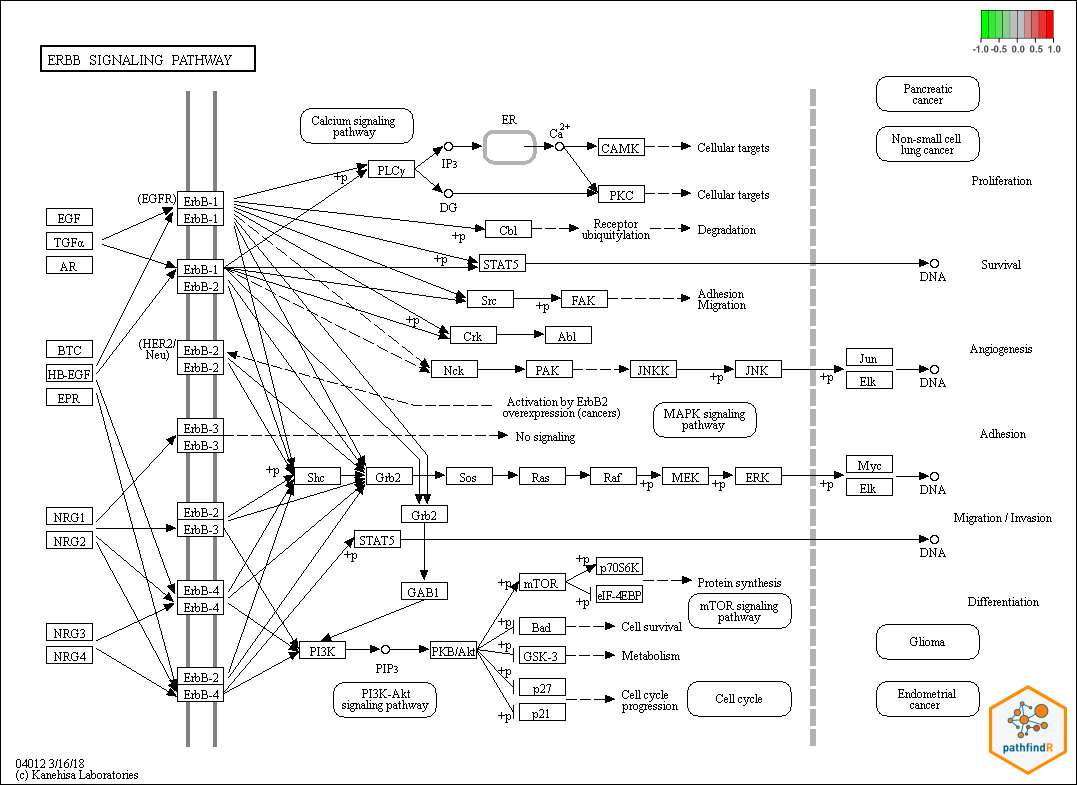 -1.0 -0.5 0.0 0.5 1.0
ERBB SIGNALING PATHWAY
Pancreatic
cancer
Calcium signaling
pathway
ER
Ca2+
Non-small cell
lung cancer
CAMK
Cellular targets
IP3
+p
PLCγ
Proliferation
(EGFR)
ErbB-1
ErbB-1
DG
PKC
Cellular targets
EGF
TGFα
AR
+p
Cbl
Receptor
ubiquitylation
Degradation
ErbB-1
ErbB-2
+p
STAT5
DNA
Survival
Src
+p
FAK
Adhesion
Migration
+p
Crk
Abl
(HER2/
Neu)
ErbB-2
ErbB-2
BTC
HB-EGF
EPR
Nck
PAK
JNKK
+p
JNK
+p
Jun
Elk
DNA
Angiogenesis
Activation by ErbB2
overexpression (cancers)
MAPK signaling
pathway
ErbB-3
ErbB-3
No signaling
Adhesion
+p
Shc
Grb2
Sos
Ras
Raf
+p
MEK
+p
ERK
+p
Myc
Elk
DNA
NRG1
NRG2
ErbB-2
ErbB-3
Grb2
Migration / Invasion
STAT5
+p
DNA
ErbB-4
ErbB-4
GAB1
+p
mTOR
+p
p70S6K
+p
eIF-4EBP
Protein synthesis
mTOR signaling
pathway
Differentiation
NRG3
NRG4
PI3K
PIP3
PKB/Akt
+p
Bad
Cell survival
+p
GSK-3
Metabolism
Glioma
ErbB-2
ErbB-4
PI3K-Akt
signaling pathway
+p
p27
+p
p21
Cell cycle
progression
Cell cycle
Endometrial
cancer
pathfindR
04012 3/16/18
(c) Kanehisa Laboratories